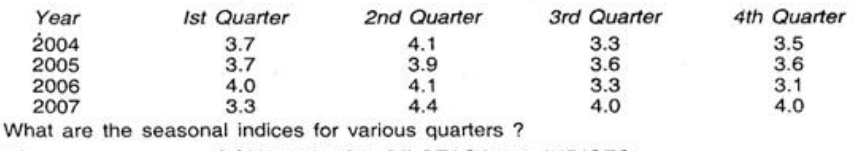 Year 1st Quarter 2nd Quarter 3rd Quarter 4th Quarter
2004 3.7 4.1 3.3 3.5
2005 3.7 3.9 3.6 3.6
2006 4.0 4.1 3.3 3.1
2007 3.3 4.4 4.0 4.0
What are the seasonal indices for various quarters ?